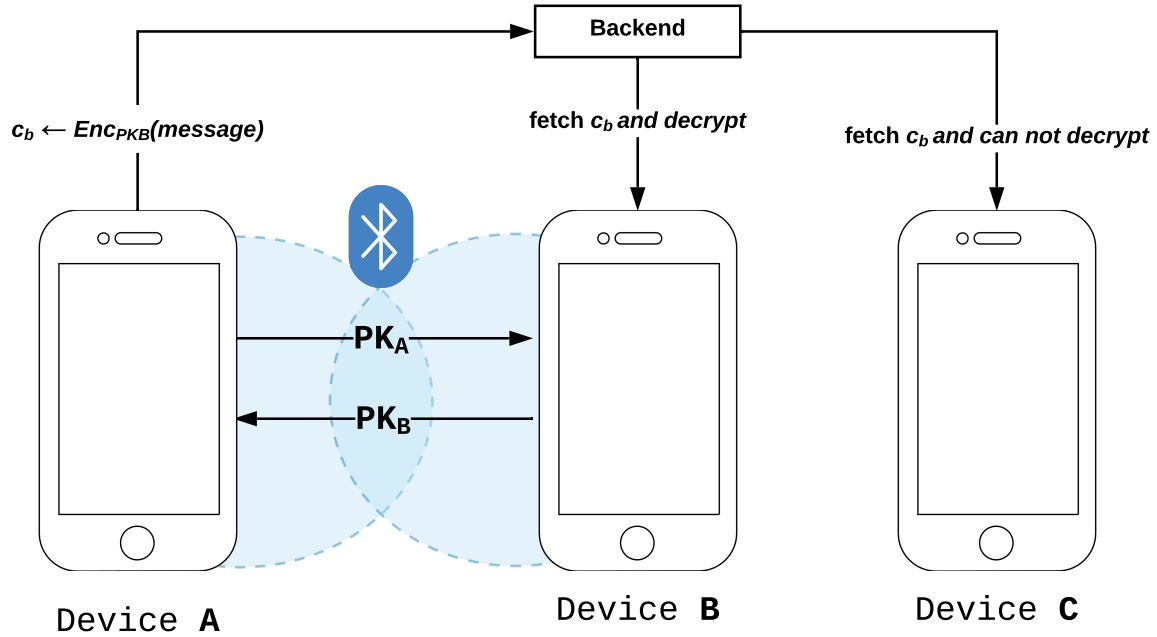 Backend
c_b ← Enc_PKB(message)
fetch c_b and decrypt
fetch c_b and can not decrypt
PK_A
PK_B
Device A
Device B
Device C